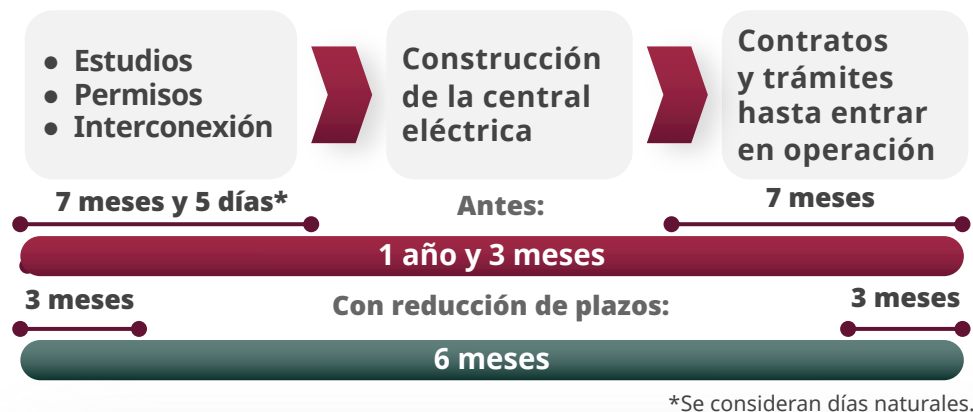 ● Estudios
● Permisos
● Interconexión
Construcción
de la central
eléctrica
Contratos
y trámites
hasta entrar
en operación
7 meses y 5 días*
Antes:
7 meses
1 año y 3 meses
3 meses
Con reducción de plazos:
3 meses
6 meses
*Se consideran días naturales.